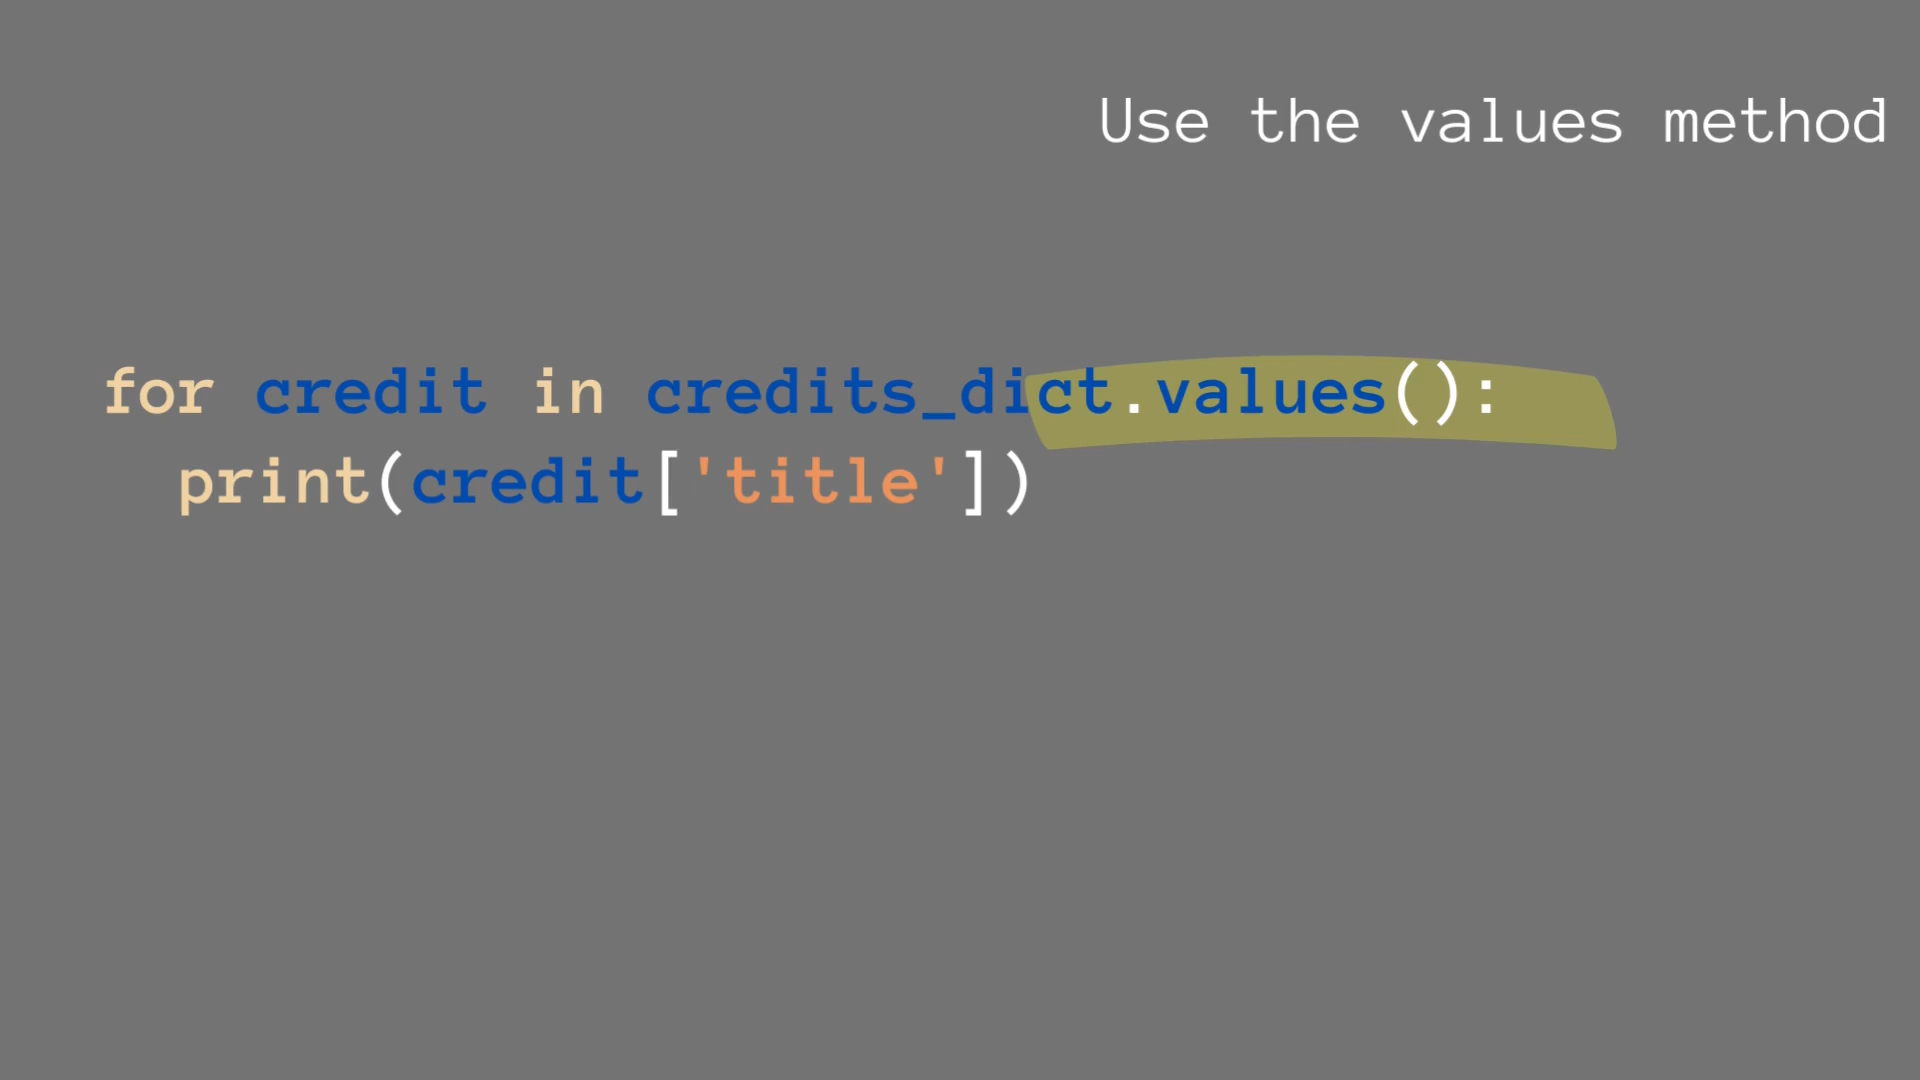 Use the values method
for credit in credits_dict.values():
  print(credit['title'])